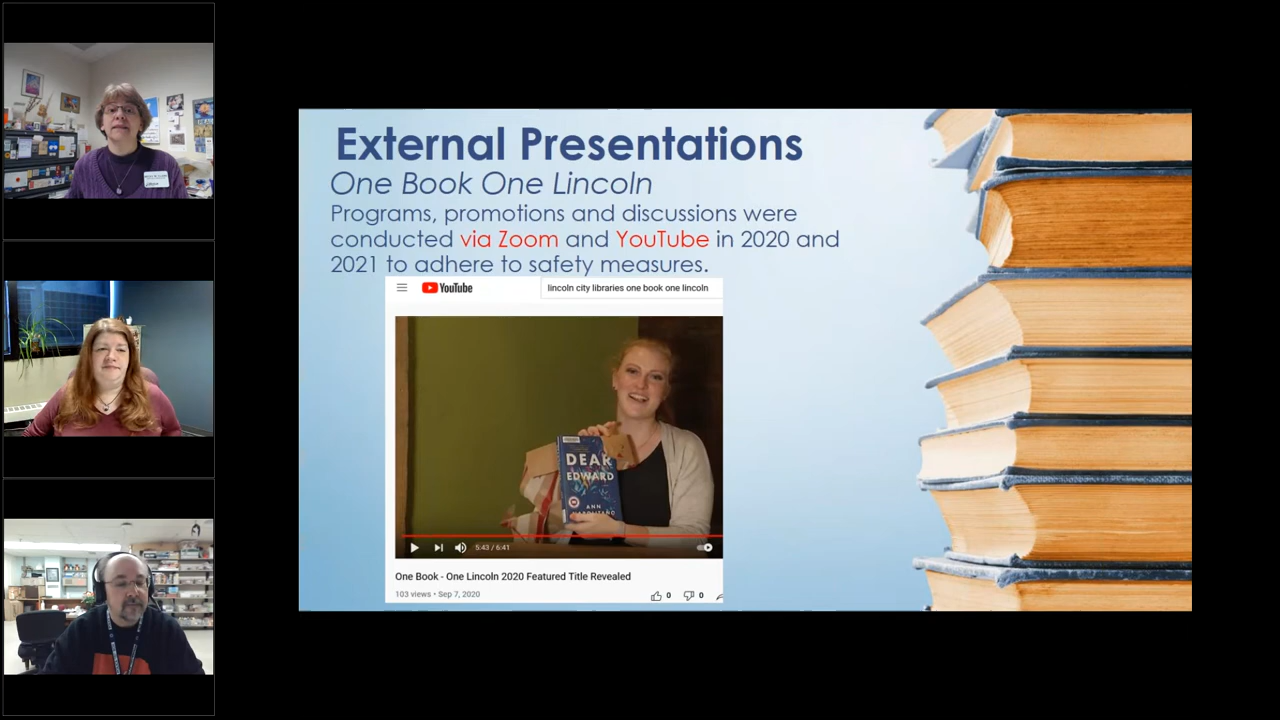 External Presentations
One Book One Lincoln
Programs, promotions and discussions were
conducted via Zoom and YouTube in 2020 and
2021 to adhere to safety measures.
YouTube
lincoln city libraries one book one lincoln
DEAR
EDWARD
ANN
NAPOLITANO
5:43 / 6:41
One Book - One Lincoln 2020 Featured Title Revealed
103 views • Sep 7, 2020
0
0